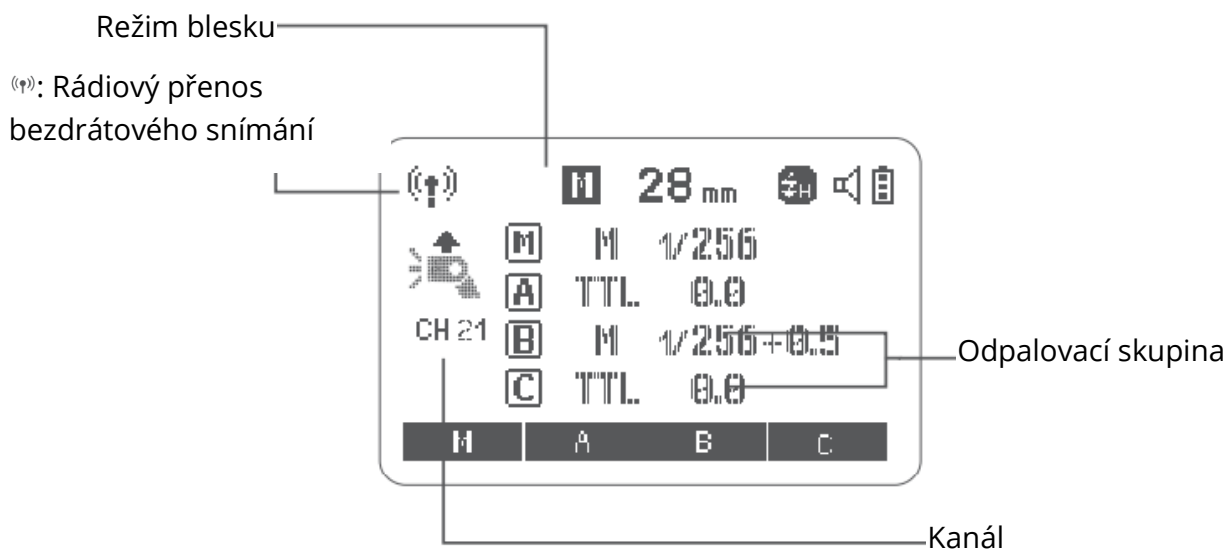 Režim blesku
: Rádiový přenos
bezdrátového snímání
M 28 mm H
M M 1/256
A TTL 0.0
CH 21
B M 1/256+0.5
Odpalovací skupina
C TTL 0.0
M A B C
Kanál